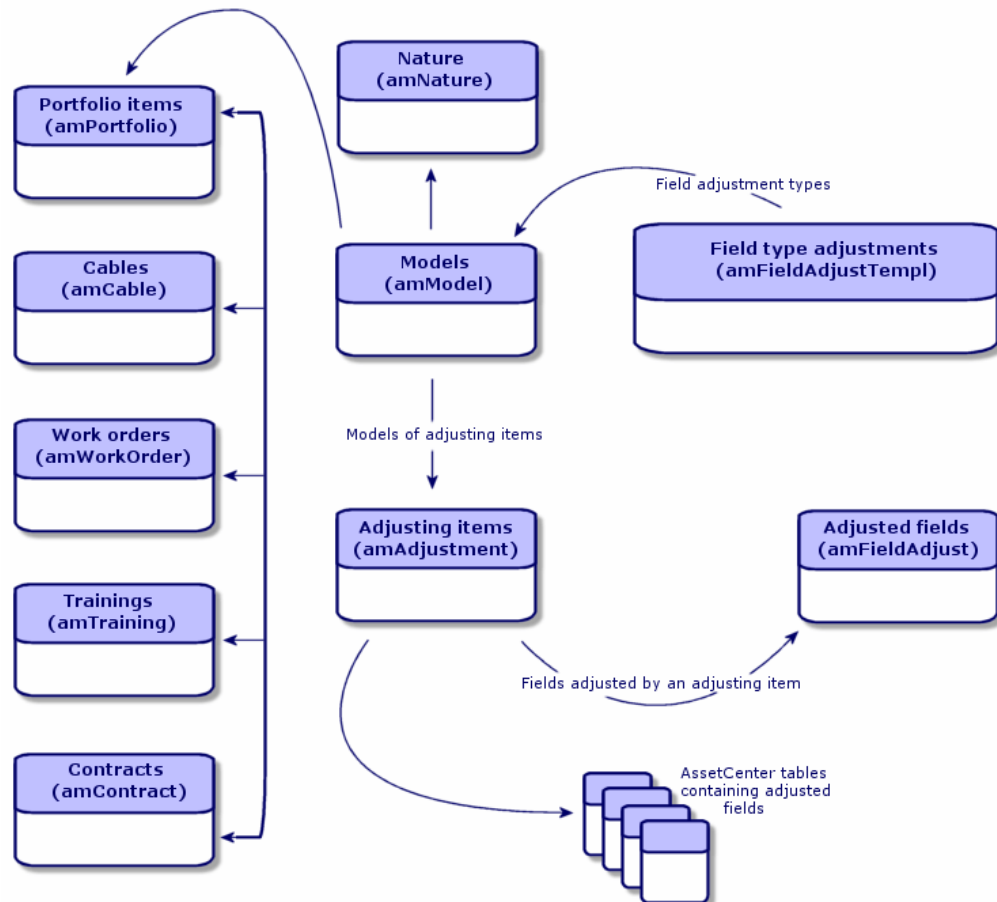 Nature
(amNature)
Portfolio items
(amPortfolio)
Field adjustment types
Cables
(amCable)
Models
(amModel)
Field type adjustments
(amFieldAdjustTempl)
Work orders
(amWorkOrder)
Models of adjusting items
Adjusting items
(amAdjustment)
Adjusted fields
(amFieldAdjust)
Trainings
(amTraining)
Fields adjusted by an adjusting item
Contracts
(amContract)
AssetCenter tables
containing adjusted
fields